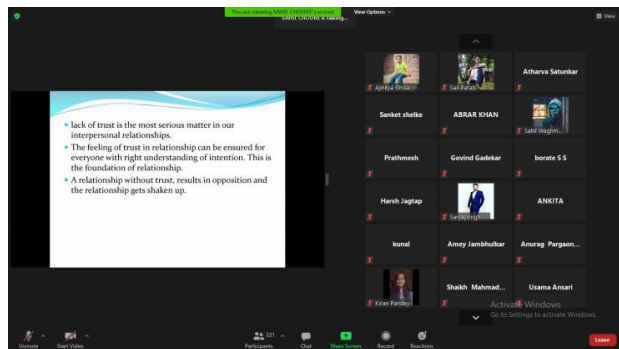 You are viewing SAHIL CHOURE's screen
View Options
SAHIL CHOURE is talking...
View
lack of trust is the most serious matter in our
interpersonal relationships.
The feeling of trust in relationship can be ensured for
everyone with right understanding of intention. This is
the foundation of relationship.
A relationship without trust, results in opposition and
the relationship gets shaken up.
Atharva Satunkar
Sanket shelke
ABRAR KHAN
Prathmesh
Govind Gadekar
borate S S
Harsh Jagtap
ANKITA
kunal
Amey Jambhulkar
Anurag Pargaon...
Kiran Pandey
Shaikh Mahmad...
Usama Ansari
Activate Windows
Go to Settings to activate Windows.
Unmute
Start Video
221
Participants
Chat
Share Screen
Record
Reactions
Leave